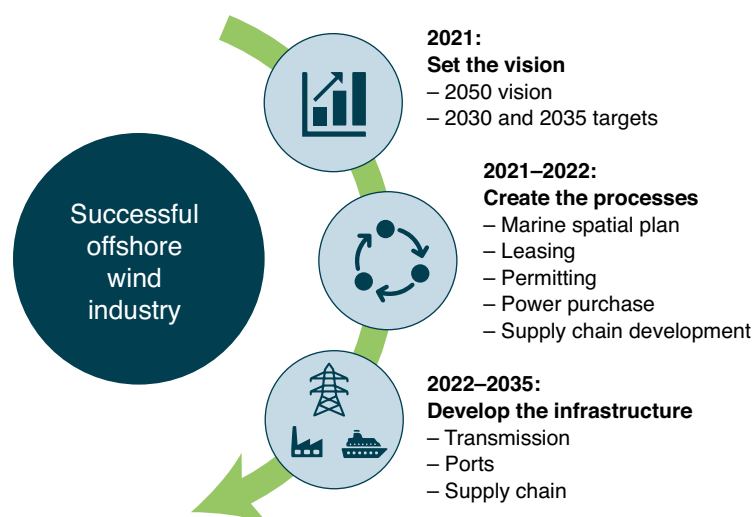 Successful
offshore
wind
industry
2021:
Set the vision
– 2050 vision
– 2030 and 2035 targets
2021–2022:
Create the processes
– Marine spatial plan
– Leasing
– Permitting
– Power purchase
– Supply chain development
2022–2035:
Develop the infrastructure
– Transmission
– Ports
– Supply chain